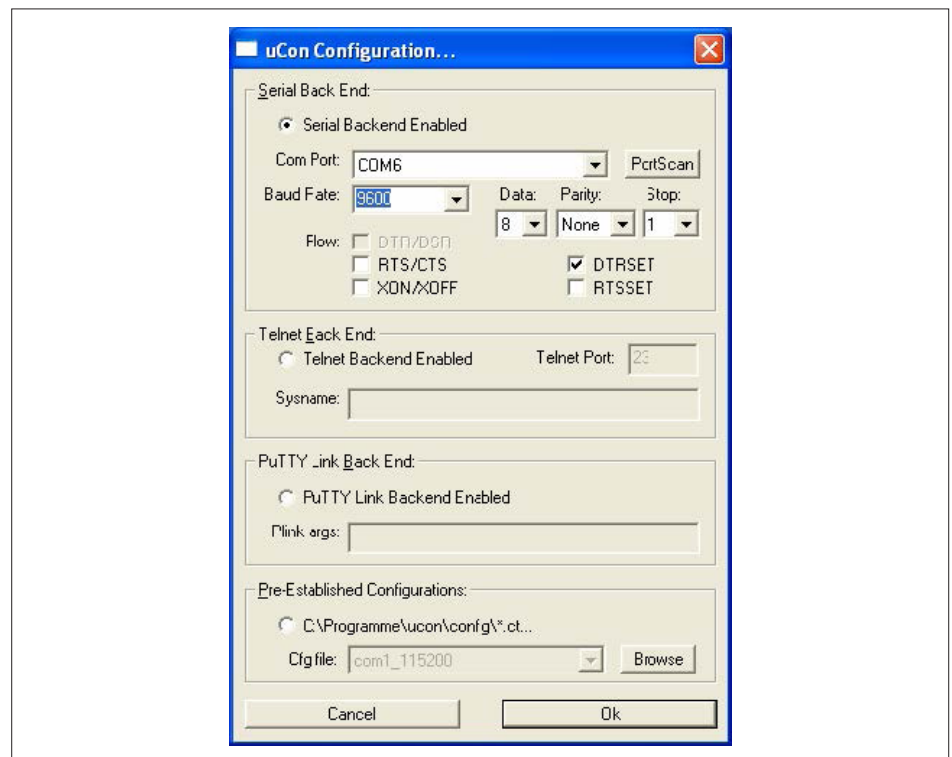 uCon Configuration...
Serial Back End:
Serial Backend Enabled
Com Port: COM6 PortScan
Baud Rate: 9600 Data: 8 Parity: None Stop: 1
Flow: DTR/DSR
RTS/CTS DTRSET
XON/XOFF RTSSET
Telnet Back End:
Telnet Backend Enabled Telnet Port: 23
Sysname:
PuTTY Link Back End:
PuTTY Link Backend Enabled
Plink args:
Pre-Established Configurations:
C:\Programme\ucon\confg\*.ct...
Cfg file: com1_115200 Browse
Cancel Ok